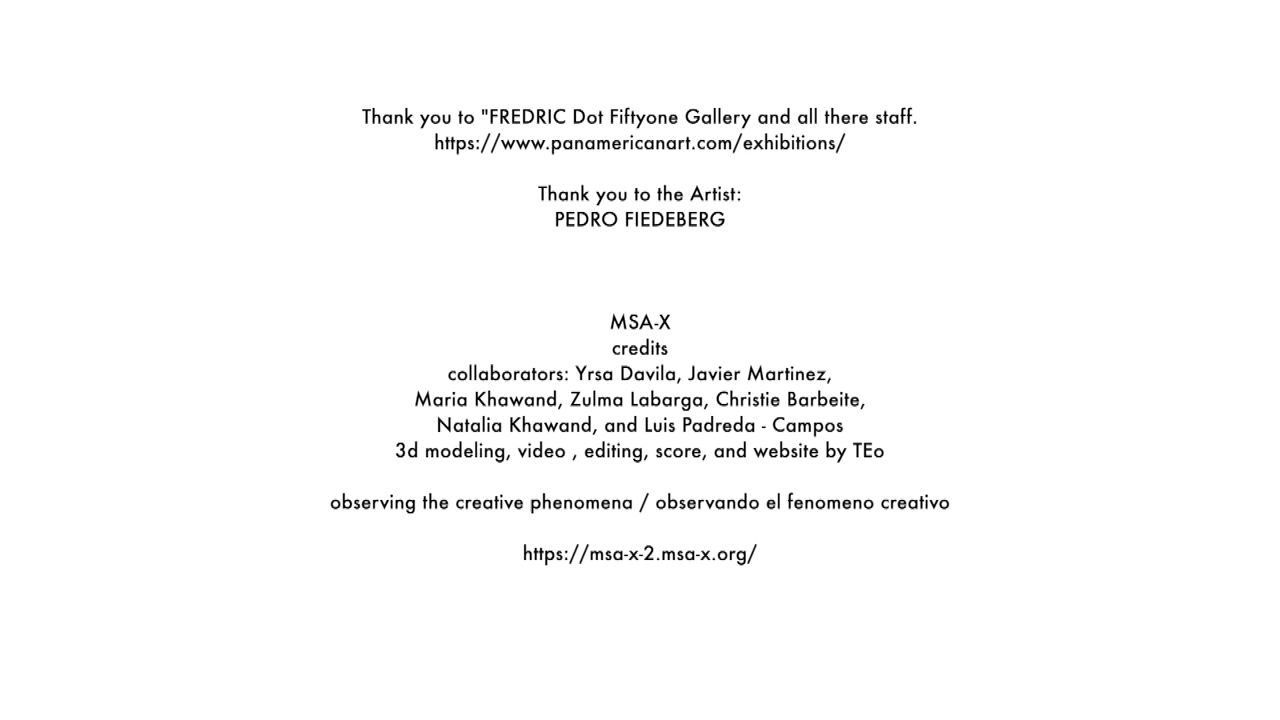 Thank you to "FREDRIC Dot Fiftyone Gallery and all there staff.
https://www.panamericanart.com/exhibitions/
Thank you to the Artist:
PEDRO FIEDEBERG
MSA-X
credits
collaborators: Yrsa Davila, Javier Martinez,
Maria Khawand, Zulma Labarga, Christie Barbeite,
Natalia Khawand, and Luis Padreda - Campos
3d modeling, video , editing, score, and website by TEo
observing the creative phenomena / observando el fenomeno creativo
https://msa-x-2.msa-x.org/